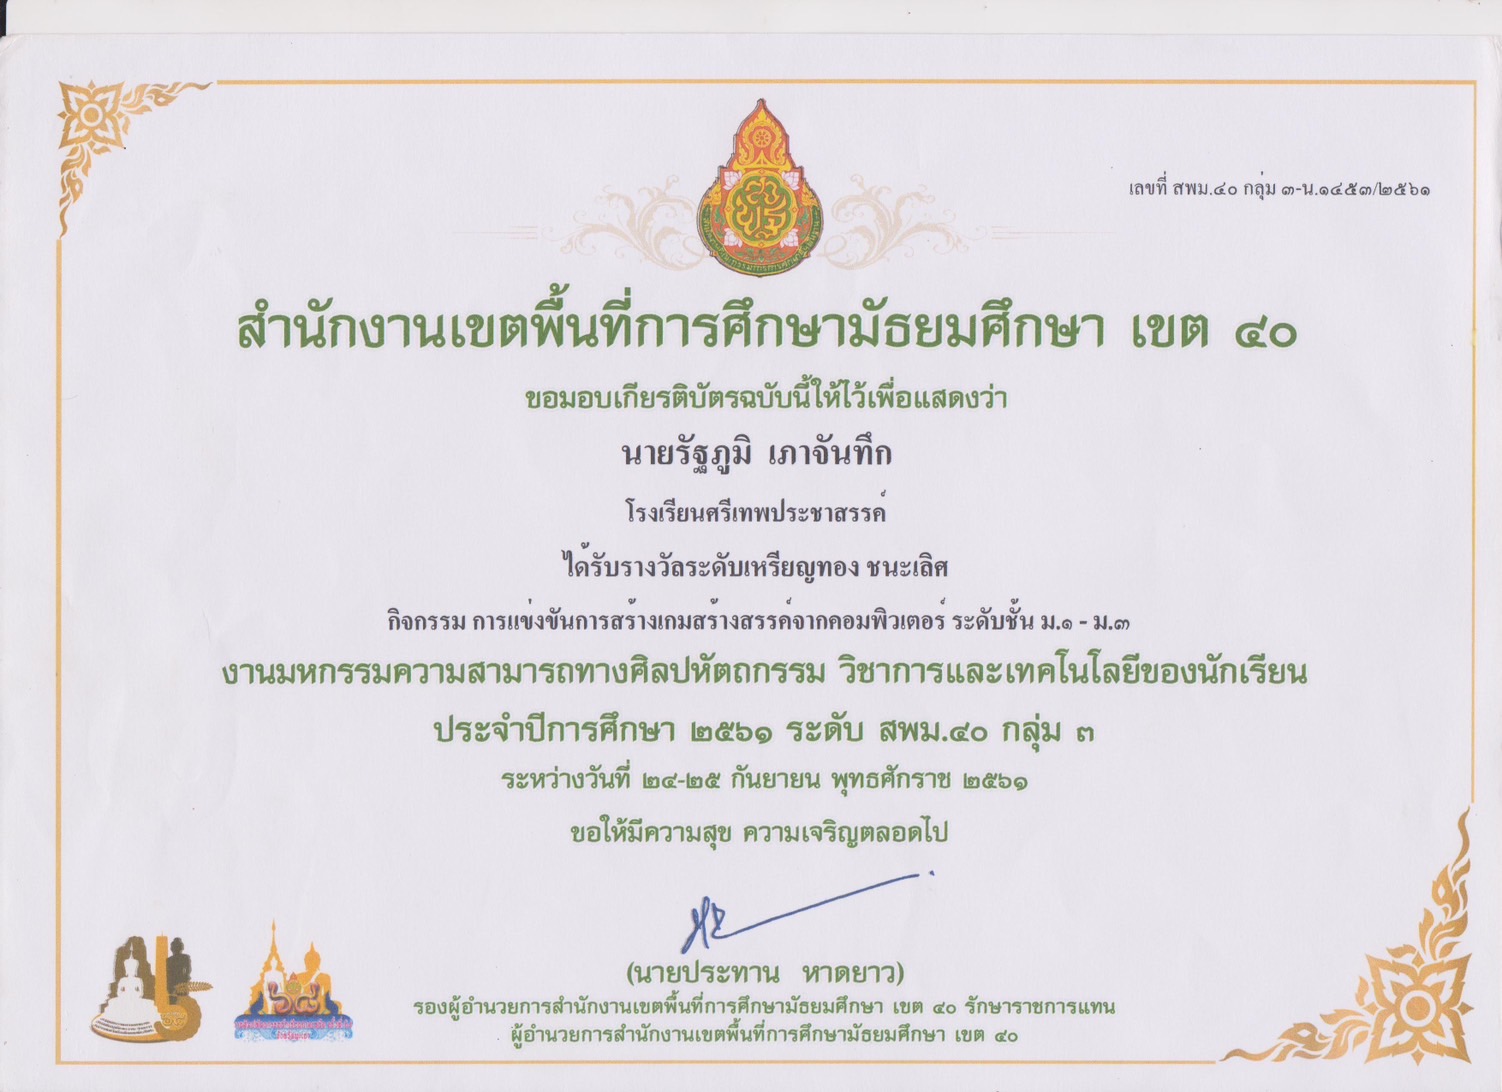 เลขที่ สพม.๔๐ กลุ่ม ๓-น.๑๔๕๓/๒๕๖๑
สำนักงานเขตพื้นที่การศึกษามัธยมศึกษา เขต ๔๐
ขอมอบเกียรติบัตรฉบับนี้ให้ไว้เพื่อแสดงว่า
นายรัฐภูมิ เภาจันทึก
โรงเรียนศรีเทพประชาสรรค์
ได้รับรางวัลระดับเหรียญทอง ชนะเลิศ
กิจกรรม การแข่งขันการสร้างเกมสร้างสรรค์จากคอมพิวเตอร์ ระดับชั้น ม.๑ - ม.๓
งานมหกรรมความสามารถทางศิลปหัตถกรรม วิชาการและเทคโนโลยีของนักเรียน
ประจำปีการศึกษา ๒๕๖๑ ระดับ สพม.๔๐ กลุ่ม ๓
ระหว่างวันที่ ๒๔-๒๕ กันยายน พุทธศักราช ๒๕๖๑
ขอให้มีความสุข ความเจริญตลอดไป
(นายประทาน หาดยาว)
รองผู้อำนวยการสำนักงานเขตพื้นที่การศึกษามัธยมศึกษา เขต ๔๐ รักษาราชการแทน
ผู้อำนวยการสำนักงานเขตพื้นที่การศึกษามัธยมศึกษา เขต ๔๐
๖๘